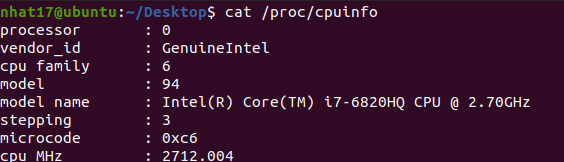 nhat17@ubuntu:~/Desktop$ cat /proc/cpuinfo
processor : 0
vendor_id : GenuineIntel
cpu family : 6
model : 94
model name : Intel(R) Core(TM) i7-6820HQ CPU @ 2.70GHz
stepping : 3
microcode : 0xc6
cpu MHz : 2712.004